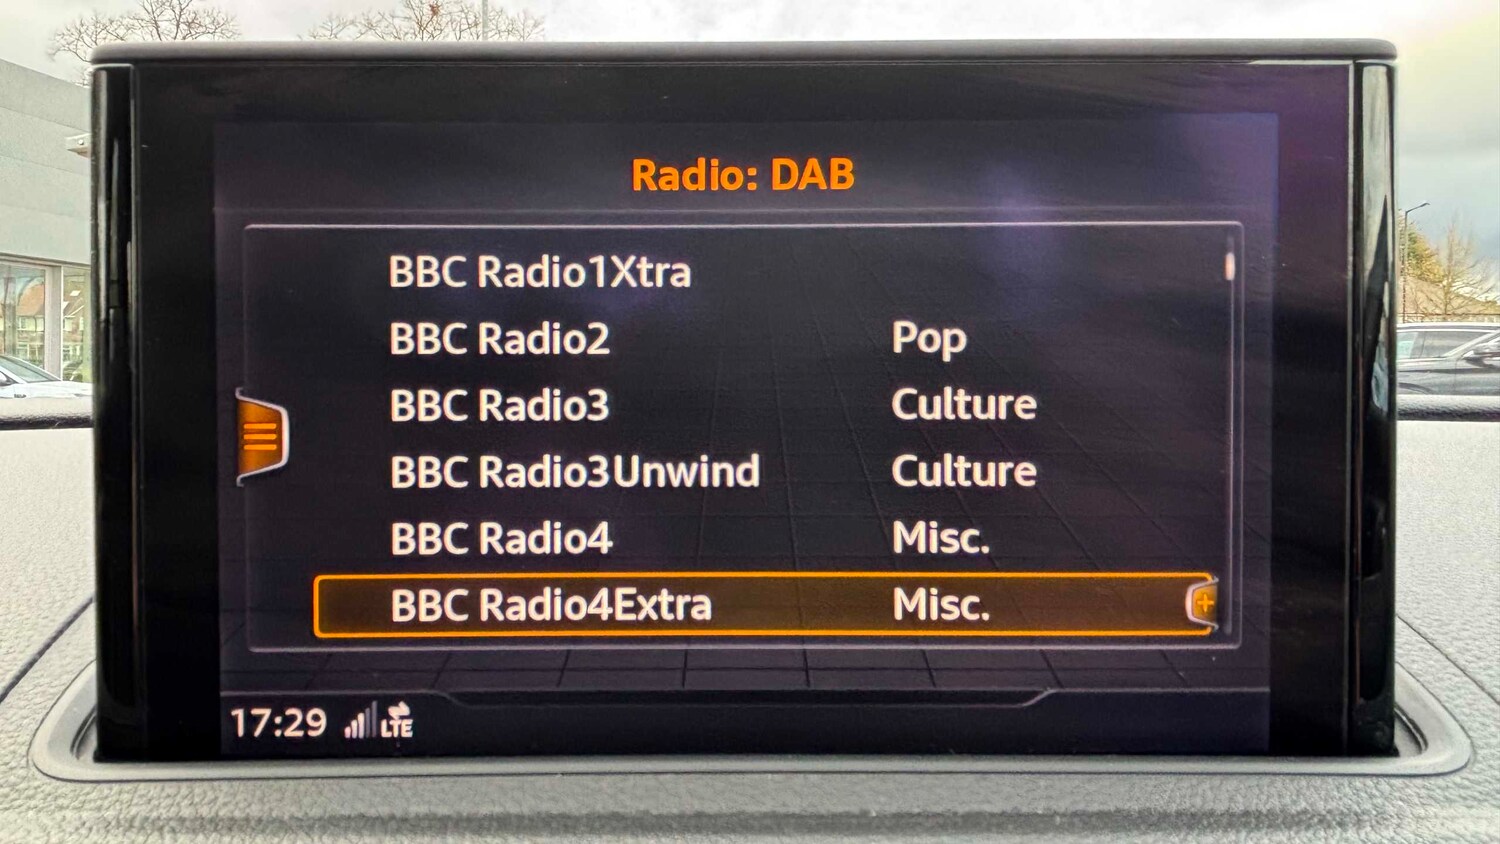 Radio: DAB
BBC Radio1Xtra
BBC Radio2 Pop
BBC Radio3 Culture
BBC Radio3Unwind Culture
BBC Radio4 Misc.
BBC Radio4Extra Misc.
17:29 LTE